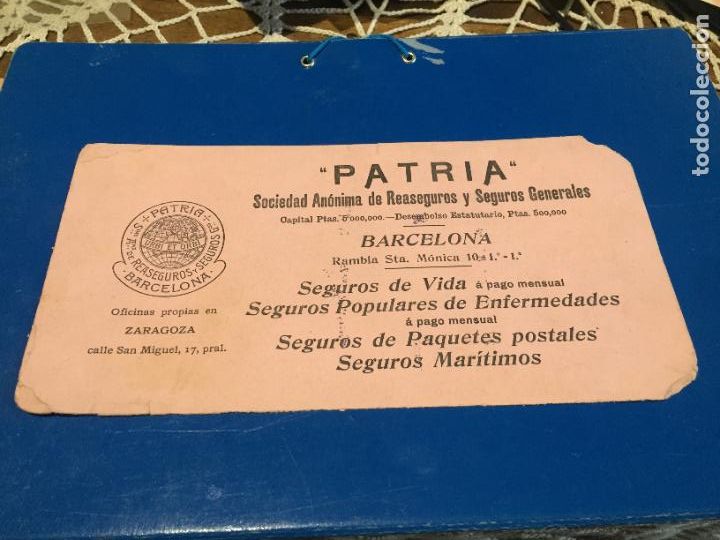 "PATRIA"
Sociedad Anónima de Reaseguros y Seguros Generales
Capital Ptas. 5'000,000.—Desembolso Estatutario, Ptas. 500,000
BARCELONA
Rambla Sta. Mónica 10 1.º - 1.ª
Seguros de Vida á pago mensual
Seguros Populares de Enfermedades
á pago mensual
Seguros de Paquetes postales
Seguros Marítimos
PATRIA
REASEGUROS Y SEGUROS
BARCELONA
Oficinas propias en
ZARAGOZA
calle San Miguel, 17, pral.
todocoleccion